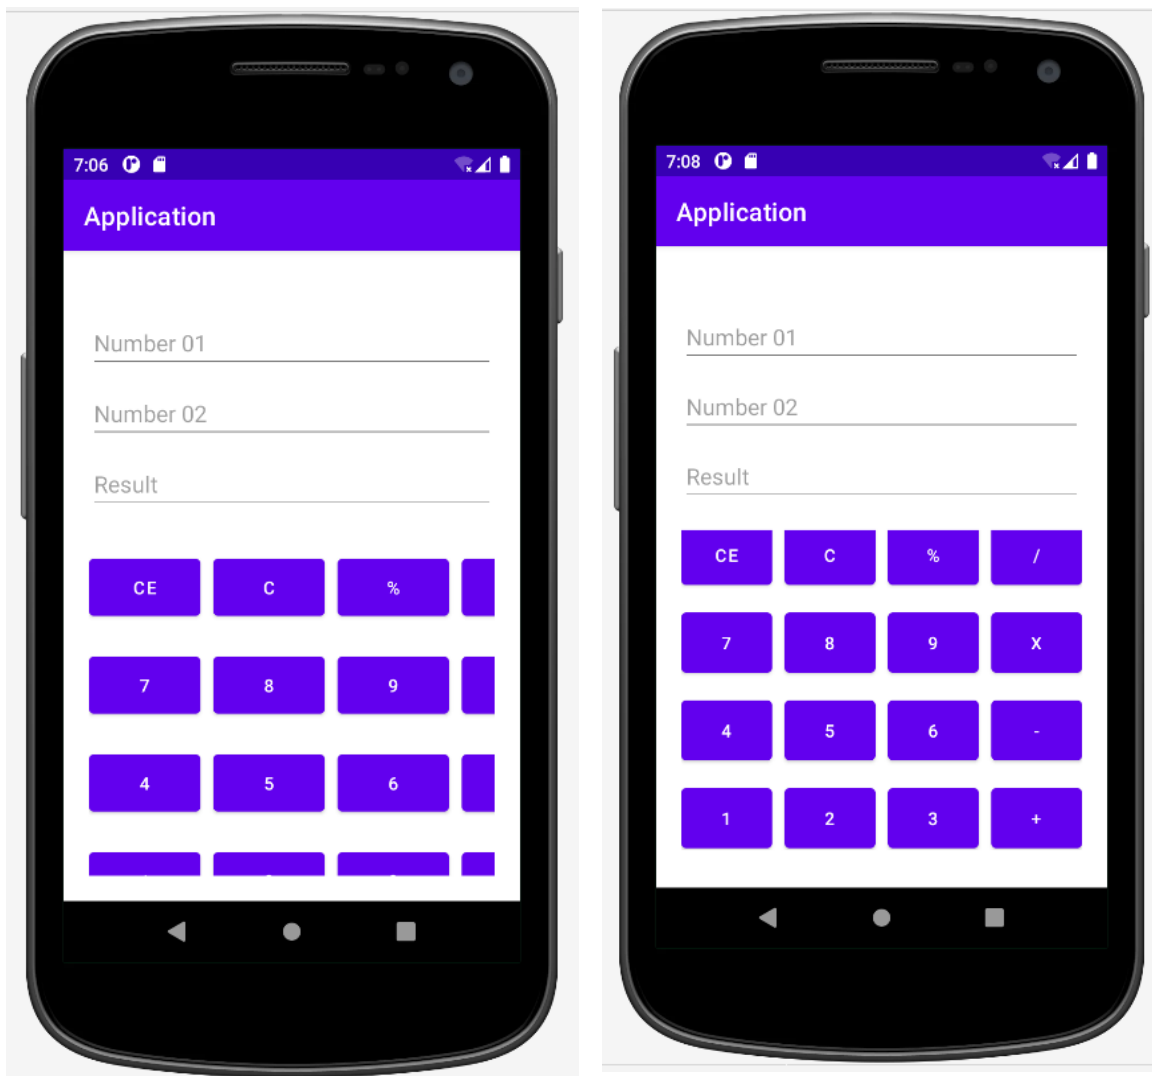 7:06
Application
Number 01
Number 02
Result
CE C %
7 8 9
4 5 6
7:08
Application
Number 01
Number 02
Result
CE C % /
7 8 9 X
4 5 6 -
1 2 3 +